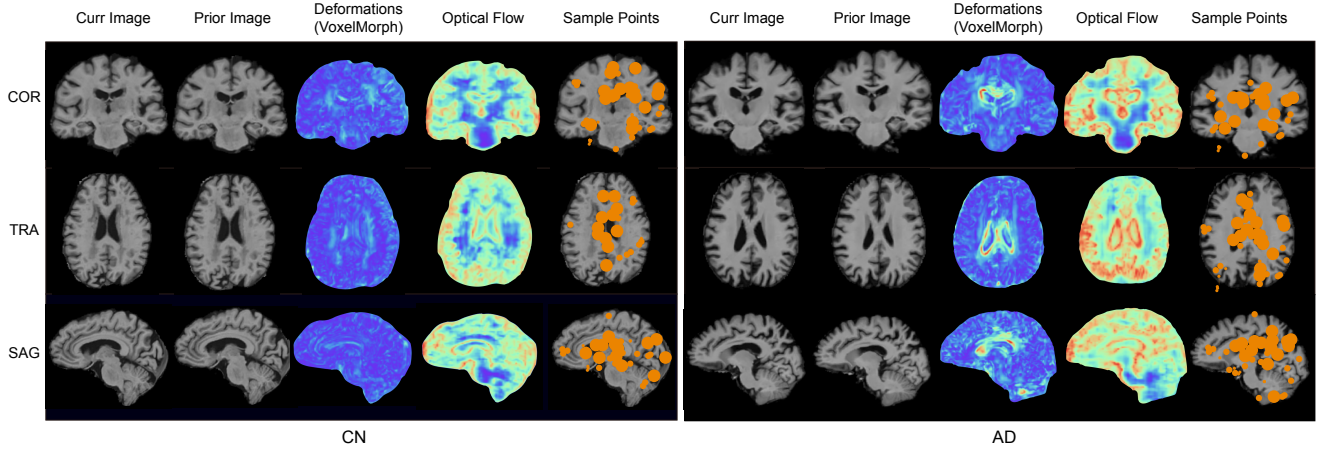 Curr Image Prior Image Deformations (VoxelMorph) Optical Flow Sample Points Curr Image Prior Image Deformations (VoxelMorph) Optical Flow Sample Points
COR
TRA
SAG
CN AD